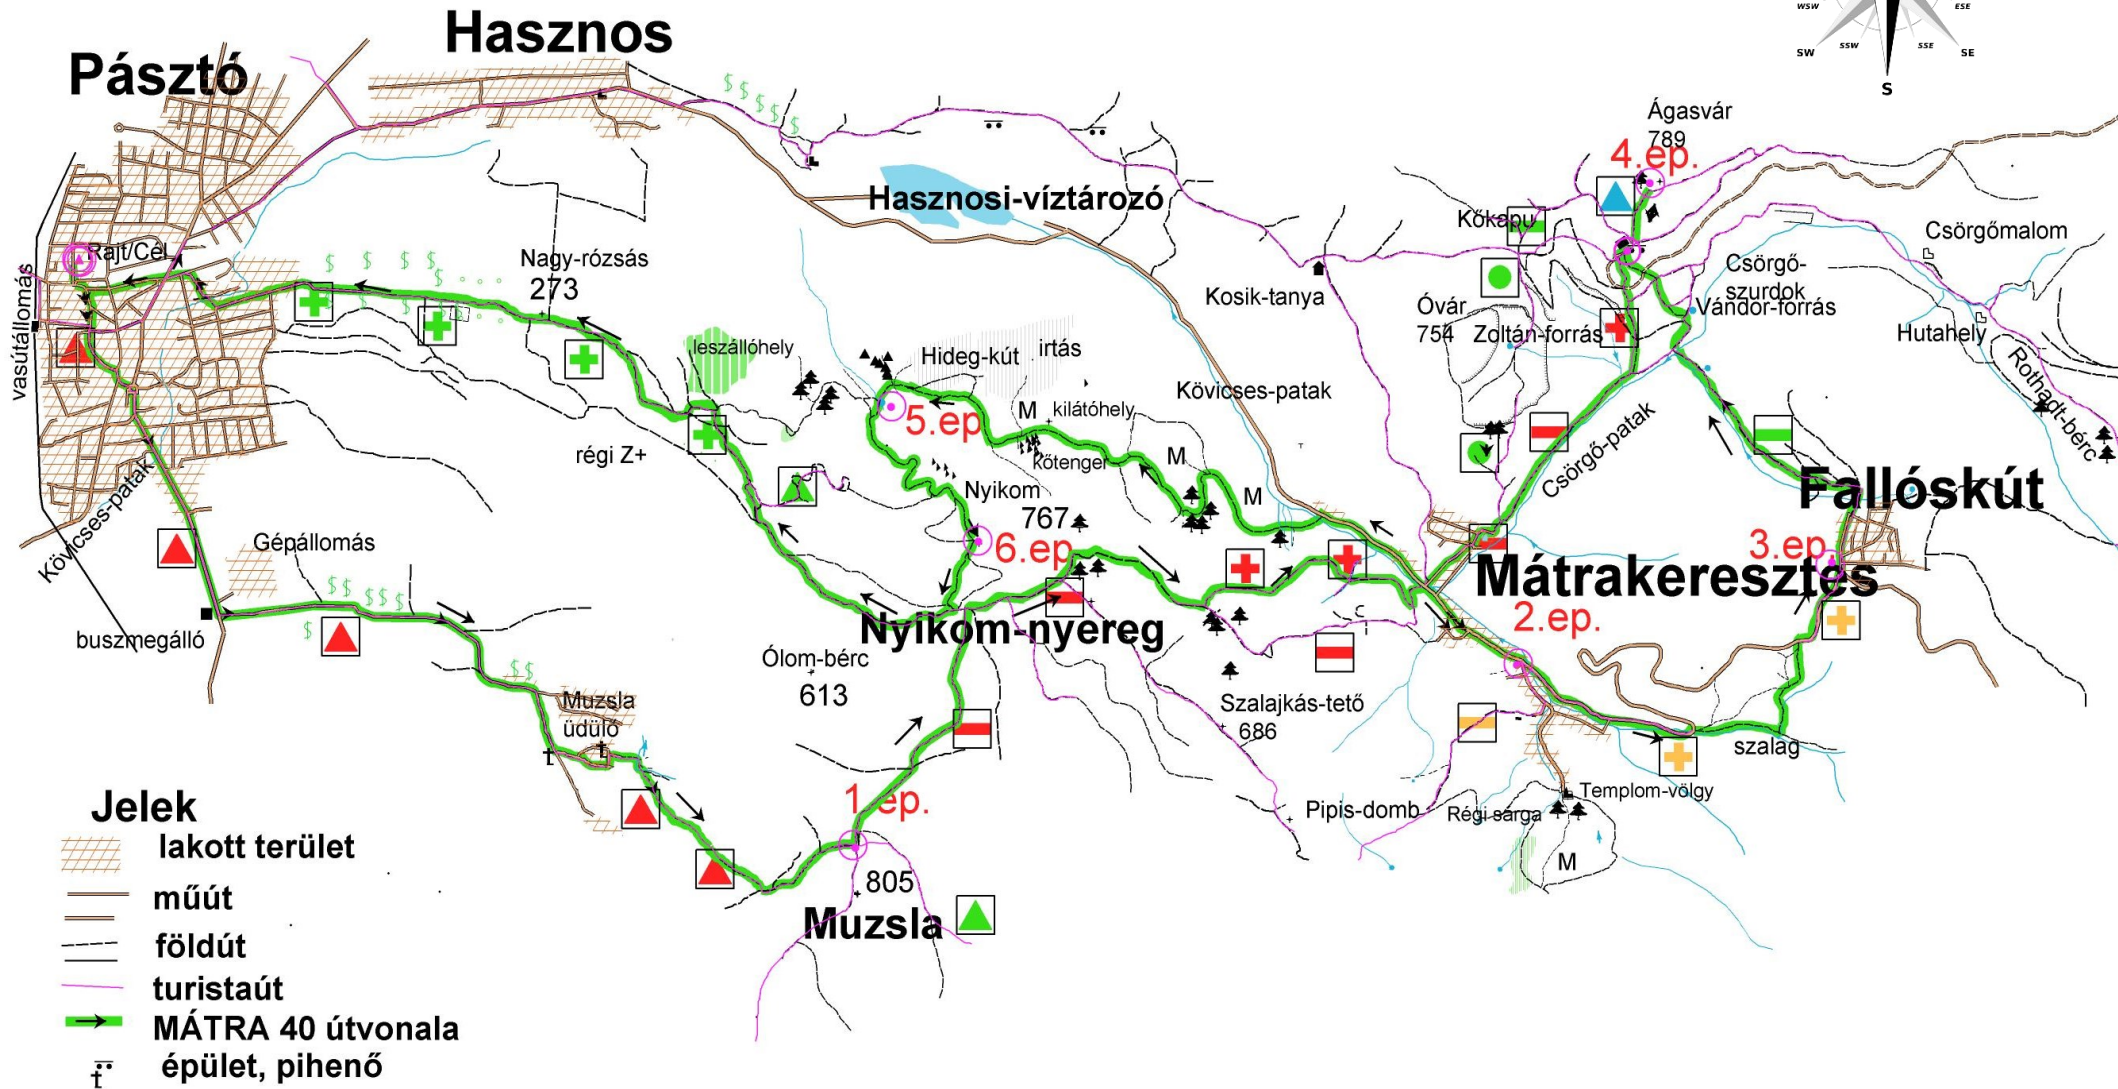 WSW
ESE
SW
SSW
SSE
SE
S
Hasznos
Pásztó
Ágasvár
789
4.ep.
Hasznosi-víztározó
Kőkapu
Csörgőmalom
Rajt/Cél
Nagy-rózsás
273
Csörgő-
szurdok
Kosik-tanya
Óvár
754
Zoltán-forrás
Vándor-forrás
Hutahely
vasútállomás
leszállóhely
Hideg-kút
irtás
Rothadt-bérc
Kövicses-patak
M
kilátóhely
5.ep.
régi Z+
kőtenger
M
Csörgő-patak
Kövicses-patak
Nyikom
767
M
Fallóskút
Gépállomás
6.ep.
3.ep.
Mátrakeresztes
2.ep.
buszmegálló
Nyikom-nyereg
Ólom-bérc
613
Muzsla
üdülő
Szalajkás-tető
686
szalag
Jelek
1.ep.
Pipis-domb
Régi sárga
Templom-völgy
lakott terület
M
805
műút
Muzsla
földút
turistaút
MÁTRA 40 útvonala
épület, pihenő